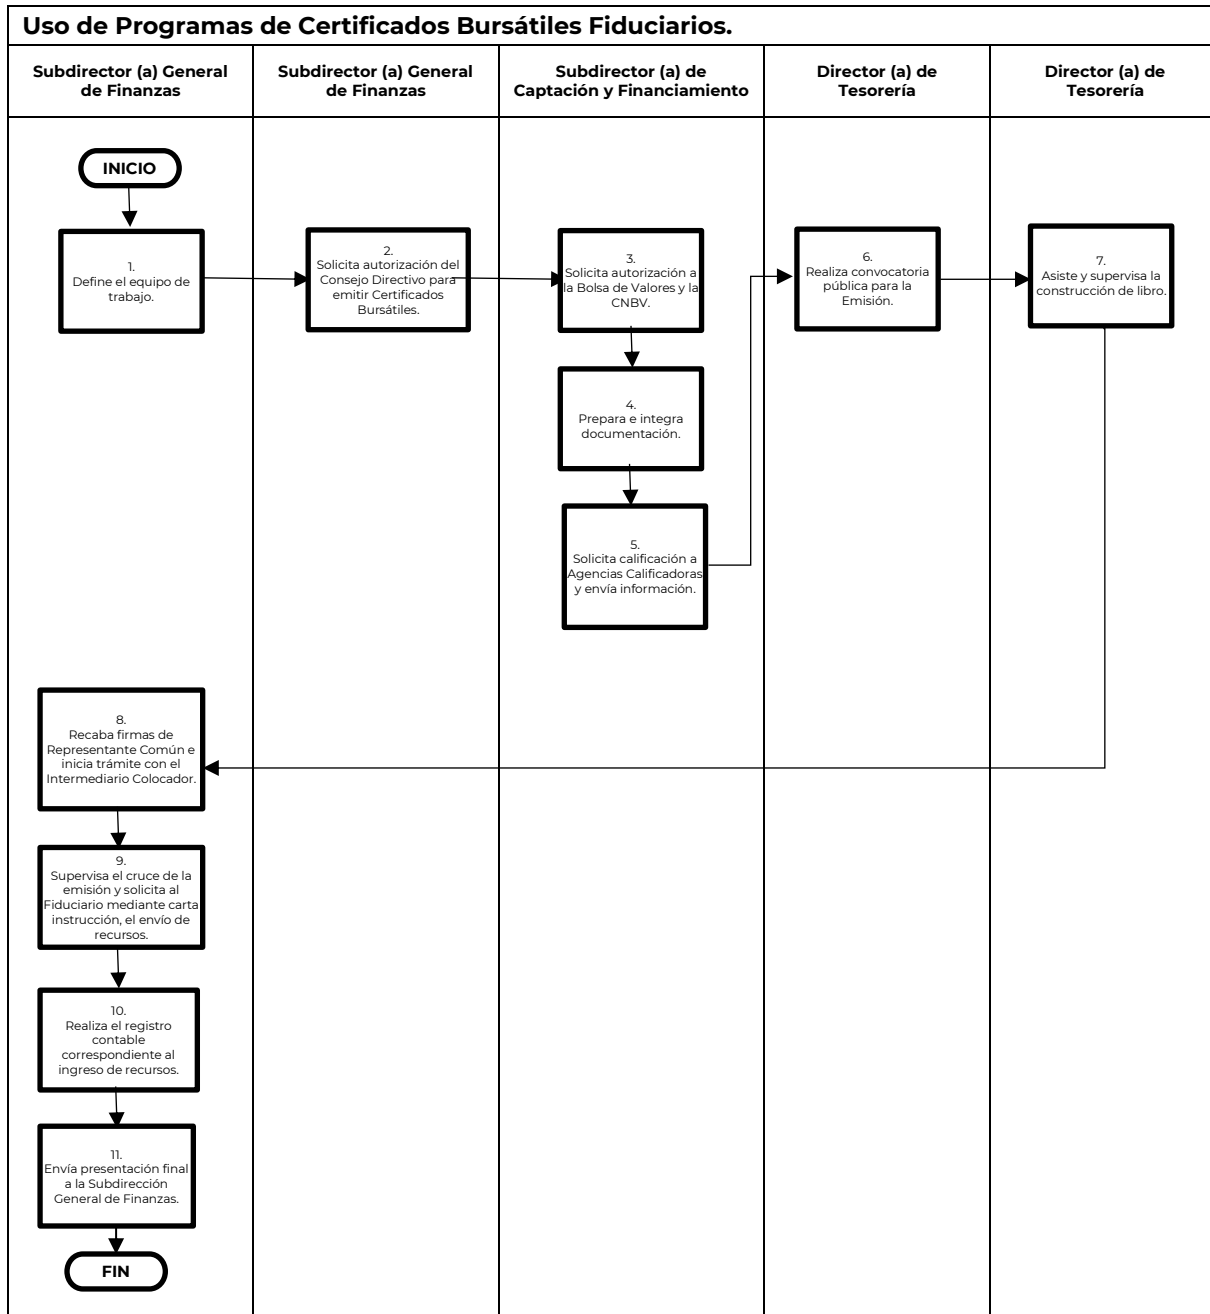 Uso de Programas de Certificados Bursátiles Fiduciarios.
Subdirector (a) General
de Finanzas
Subdirector (a) General
de Finanzas
Subdirector (a) de
Captación y Financiamiento
Director (a) de
Tesorería
Director (a) de
Tesorería
INICIO
1.
Define el equipo de
trabajo.
2.
Solicita autorización del
Consejo Directivo para
emitir Certificados
Bursátiles.
3.
Solicita autorización a
la Bolsa de Valores y la
CNBV.
4.
Prepara e integra
documentación.
5.
Solicita calificación a
Agencias Calificadoras
y envía información.
6.
Realiza convocatoria
pública para la
Emisión.
7.
Asiste y supervisa la
construcción de libro.
8.
Recaba firmas de
Representante Común e
inicia trámite con el
Intermediario Colocador.
9.
Supervisa el cruce de la
emisión y solicita al
Fiduciario mediante carta
instrucción, el envío de
recursos.
10.
Realiza el registro
contable
correspondiente al
ingreso de recursos.
11.
Envía presentación final
a la Subdirección
General de Finanzas.
FIN